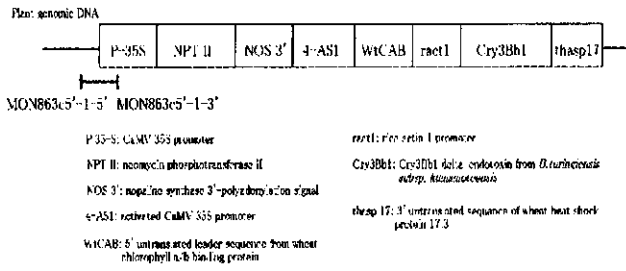 Plant genomic DNA
P-35S NPT II NOS 3' 4-AS1 WtCAB ract1 Cry3Bb1 thasp17
MON863c5'-1-5' MON863c5'-1-3'
P-35S: CaMV 35S promoter
NPT II: neomycin phosphotransferase II
NOS 3': nopaline synthase 3'-polyadenylation signal
4-AS1: activated CaMV 35S promoter
WtCAB: 5' untranslated leader sequence from wheat
chlorophyll a/b binding protein
ract1: rice actin 1 promoter
Cry3Bb1: Cry3Bb1 delta endotoxin from B.
subsp. kumamotoensis
thasp 17: 3' untranslated sequence of wheat heat shock
protein 17.3